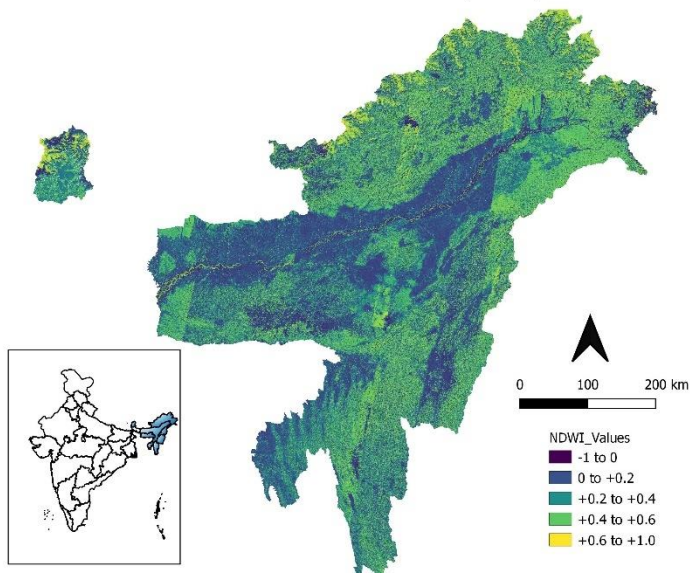 0 100 200 km
NDWI_Values
-1 to 0
0 to +0.2
+0.2 to +0.4
+0.4 to +0.6
+0.6 to +1.0